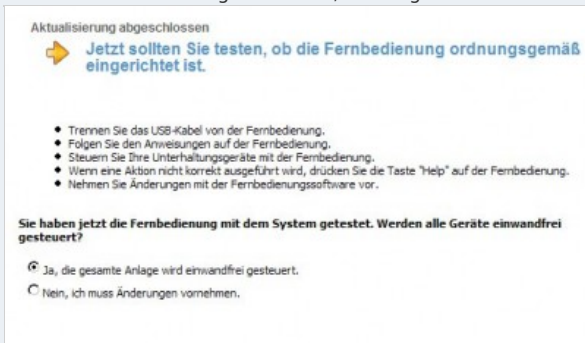 Aktualisierung abgeschlossen
Jetzt sollten Sie testen, ob die Fernbedienung ordnungsgemäß
eingerichtet ist.
Trennen Sie das USB-Kabel von der Fernbedienung.
Folgen Sie den Anweisungen auf der Fernbedienung.
Steuern Sie Ihre Unterhaltungsgeräte mit der Fernbedienung.
Wenn eine Aktion nicht korrekt ausgeführt wird, drücken Sie die Taste "Help" auf der Fernbedienung.
Nehmen Sie Änderungen mit der Fernbedienungssoftware vor.
Sie haben jetzt die Fernbedienung mit dem System getestet. Werden alle Geräte einwandfrei
gesteuert?
Ja, die gesamte Anlage wird einwandfrei gesteuert.
Nein, ich muss Änderungen vornehmen.